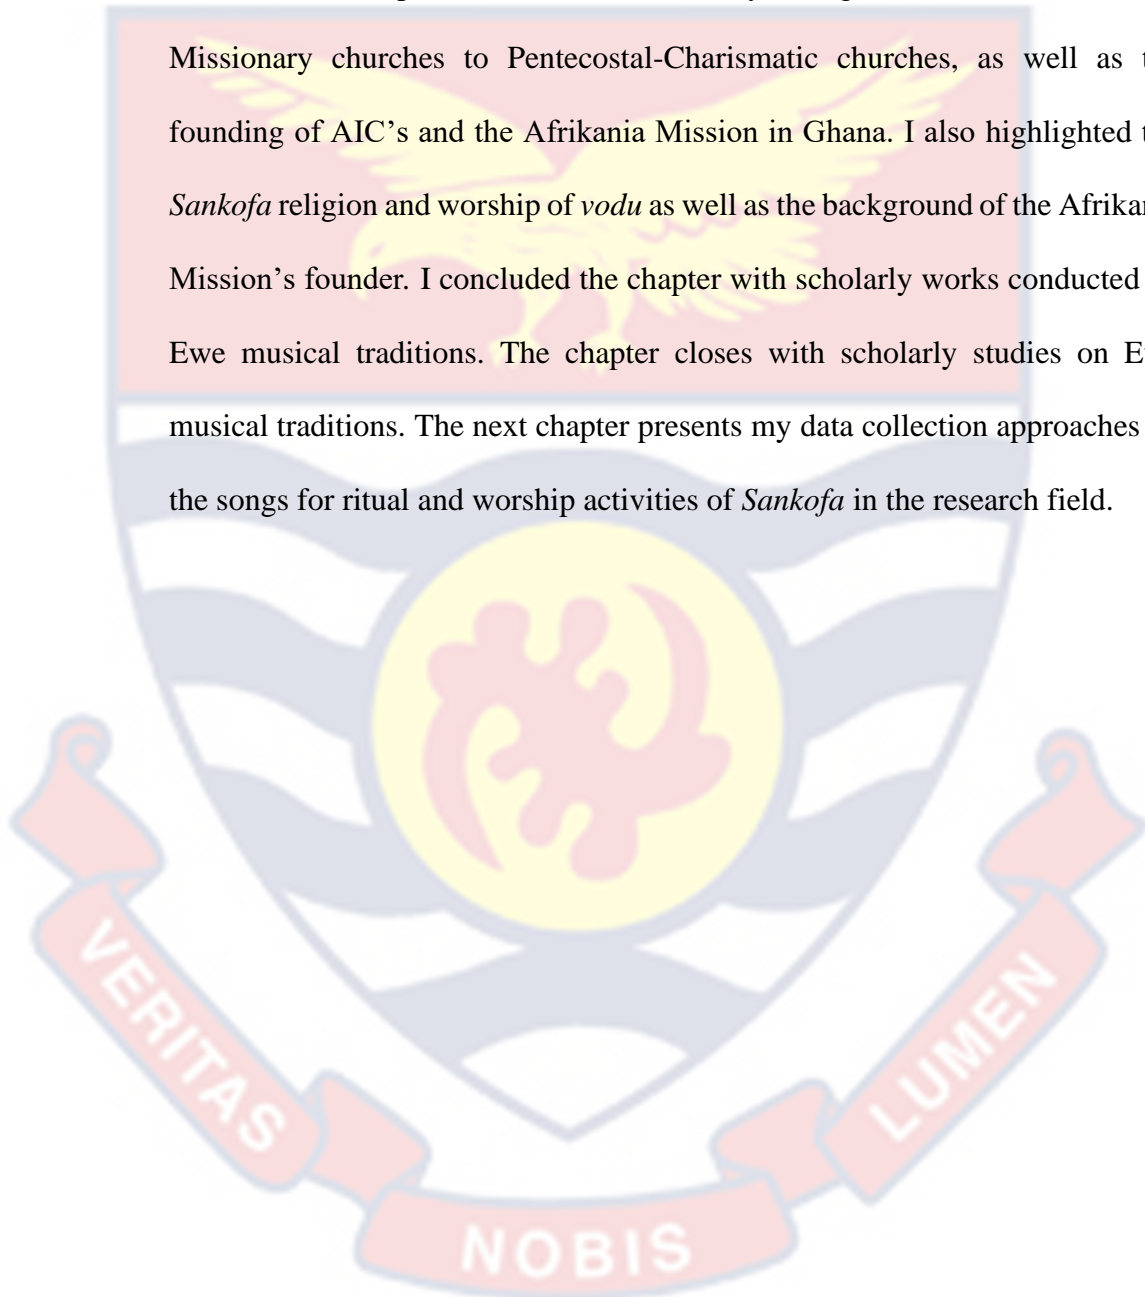 Missionary churches to Pentecostal-Charismatic churches, as well as
founding of AIC's and the Afrikania Mission in Ghana. I also highlighted
Sankofa religion and worship of vodu as well as the background of the
Mission's founder. I concluded the chapter with scholarly works conducted
Ewe musical traditions. The chapter closes with scholarly studies on
musical traditions. The next chapter presents my data collection approaches
the songs for ritual and worship activities of Sankofa in the research field.
VERITAS
NOBIS
LUMEN